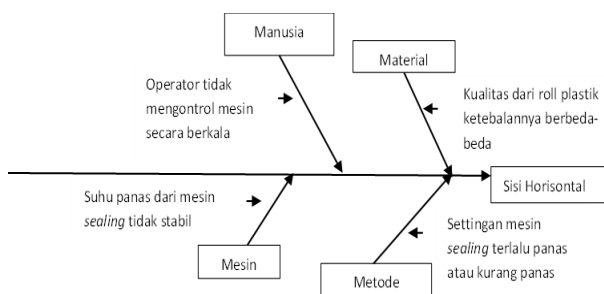 Manusia
Material
Operator tidak
mengontrol mesin
secara berkala
Kualitas dari roll plastik
ketebalannya berbeda-
beda
Sisi Horisontal
Suhu panas dari mesin
sealing tidak stabil
Settingan mesin
sealing terlalu panas
atau kurang panas
Mesin
Metode